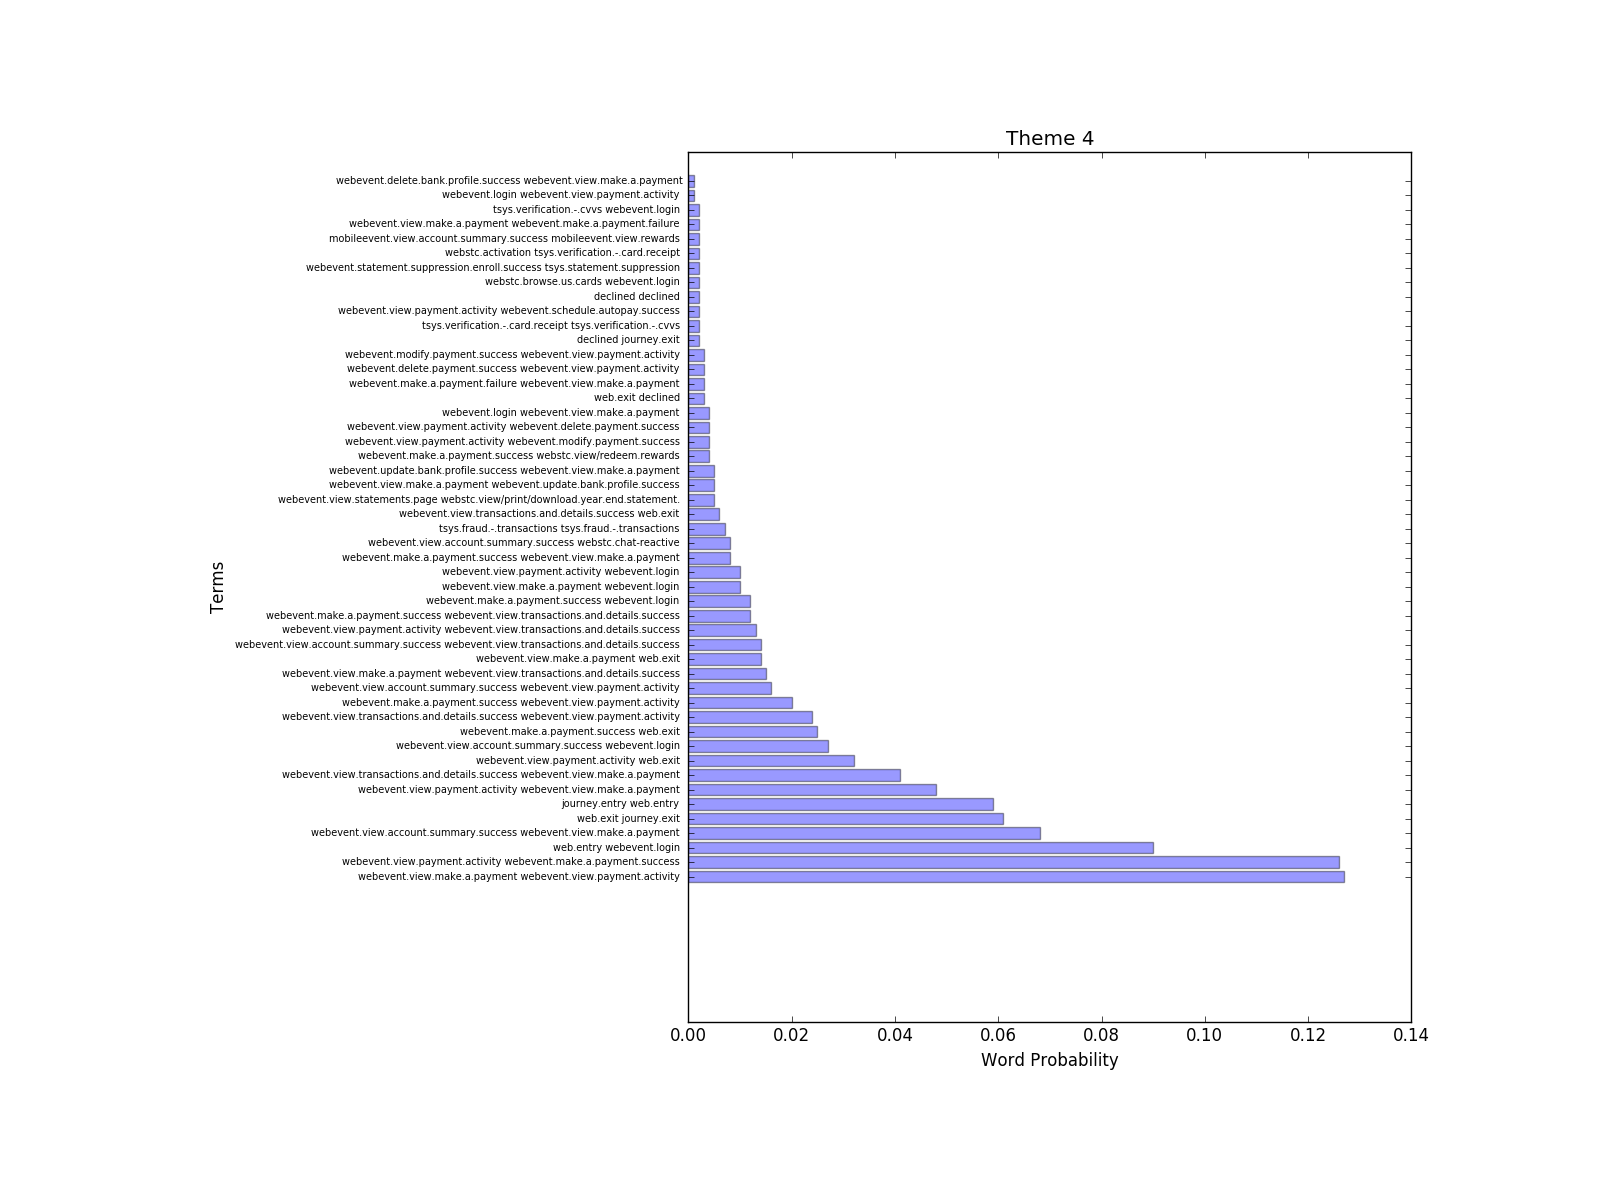 Theme 4
webevent.delete.bank.profile.success webevent.view.make.a.payment
webevent.login webevent.view.payment.activity
tsys.verification.-.cvvs webevent.login
webevent.view.make.a.payment webevent.make.a.payment.failure
mobileevent.view.account.summary.success mobileevent.view.rewards
webstc.activation tsys.verification.-.card.receipt
webevent.statement.suppression.enroll.success tsys.statement.suppression
webstc.browse.us.cards webevent.login
declined declined
webevent.view.payment.activity webevent.schedule.autopay.success
tsys.verification.-.card.receipt tsys.verification.-.cvvs
declined journey.exit
webevent.modify.payment.success webevent.view.payment.activity
webevent.delete.payment.success webevent.view.payment.activity
webevent.make.a.payment.failure webevent.view.make.a.payment
web.exit declined
webevent.login webevent.view.make.a.payment
webevent.view.payment.activity webevent.delete.payment.success
webevent.view.payment.activity webevent.modify.payment.success
webevent.make.a.payment.success webstc.view/redeem.rewards
webevent.update.bank.profile.success webevent.view.make.a.payment
webevent.view.make.a.payment webevent.update.bank.profile.success
webevent.view.statements.page webstc.view/print/download.year.end.statement.
webevent.view.transactions.and.details.success web.exit
tsys.fraud.-.transactions tsys.fraud.-.transactions
webevent.view.account.summary.success webstc.chat-reactive
webevent.make.a.payment.success webevent.view.make.a.payment
webevent.view.payment.activity webevent.login
webevent.view.make.a.payment webevent.login
webevent.make.a.payment.success webevent.login
webevent.make.a.payment.success webevent.view.transactions.and.details.success
webevent.view.payment.activity webevent.view.transactions.and.details.success
webevent.view.account.summary.success webevent.view.transactions.and.details.success
webevent.view.make.a.payment web.exit
webevent.view.make.a.payment webevent.view.transactions.and.details.success
webevent.view.account.summary.success webevent.view.payment.activity
webevent.make.a.payment.success webevent.view.payment.activity
webevent.view.transactions.and.details.success webevent.view.payment.activity
webevent.make.a.payment.success web.exit
webevent.view.account.summary.success webevent.login
webevent.view.payment.activity web.exit
webevent.view.transactions.and.details.success webevent.view.make.a.payment
webevent.view.payment.activity webevent.view.make.a.payment
journey.entry web.entry
web.exit journey.exit
webevent.view.account.summary.success webevent.view.make.a.payment
web.entry webevent.login
webevent.view.payment.activity webevent.make.a.payment.success
webevent.view.make.a.payment webevent.view.payment.activity
Terms
0.00 0.02 0.04 0.06 0.08 0.10 0.12 0.14
Word Probability